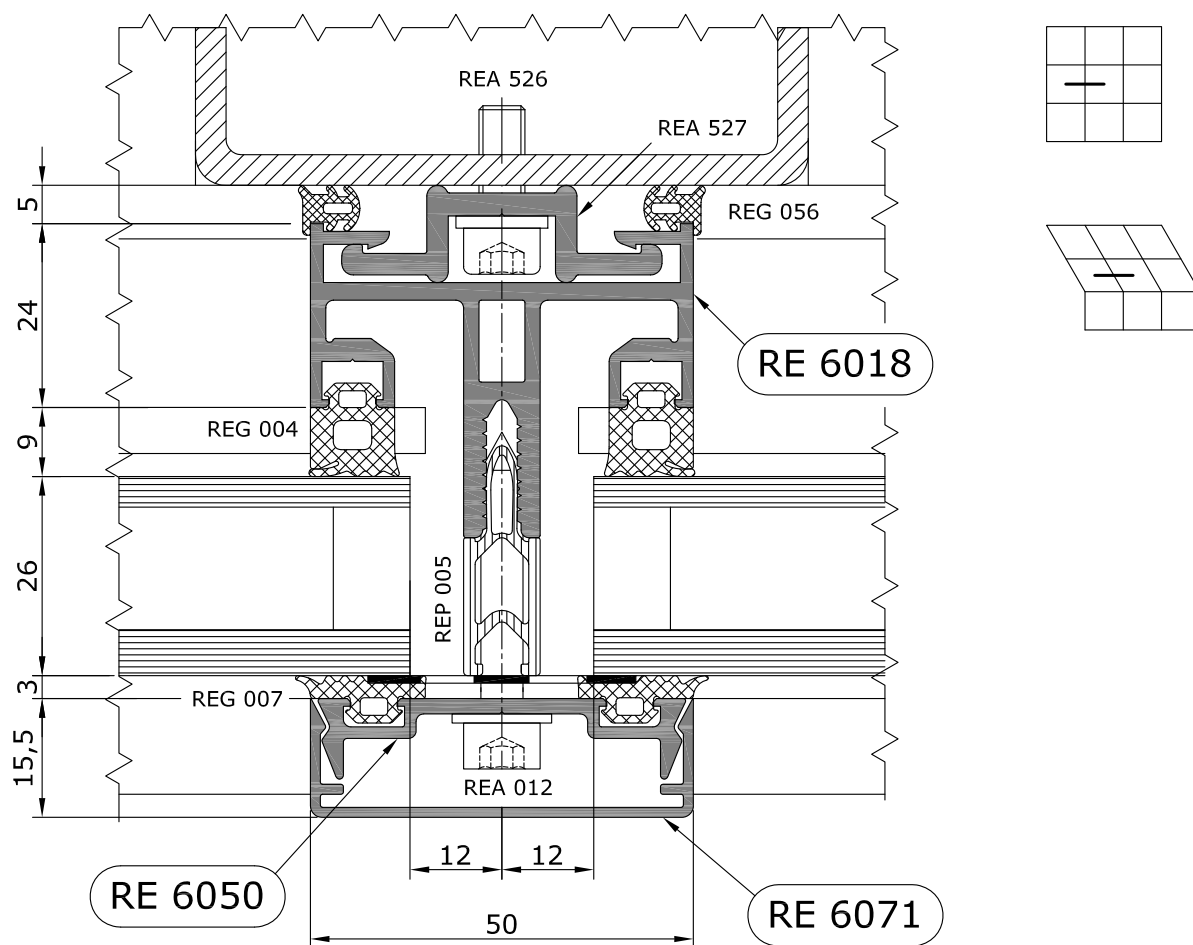 REA 526
REA 527
5
REG 056
24
RE 6018
REG 004
9
26
REP 005
3
REG 007
15,5
REA 012
12
12
RE 6050
RE 6071
50